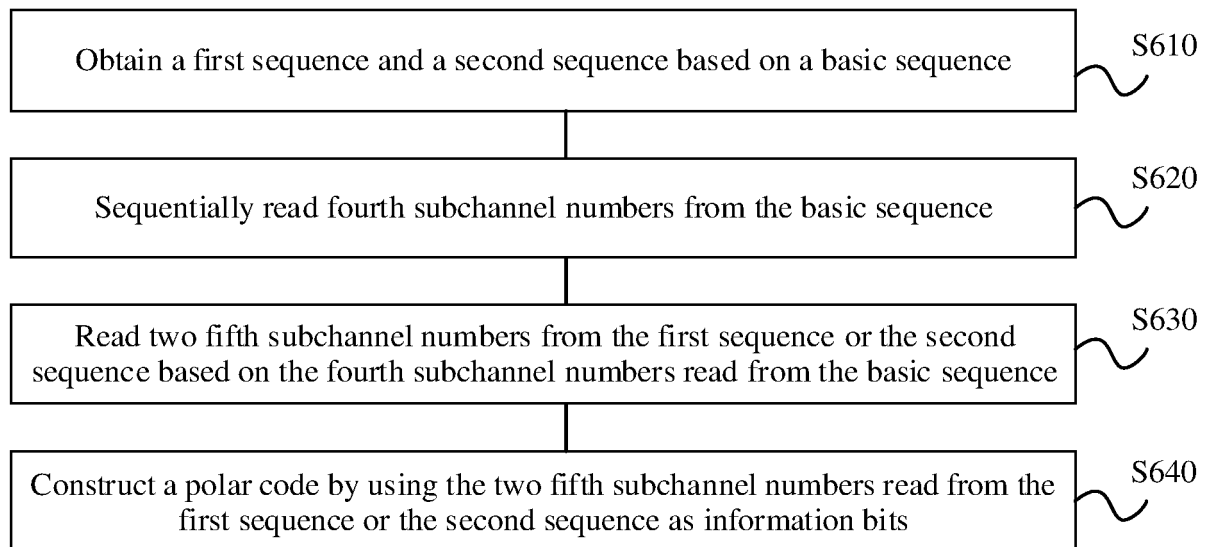 Obtain a first sequence and a second sequence based on a basic sequence
S610
Sequentially read fourth subchannel numbers from the basic sequence
S620
Read two fifth subchannel numbers from the first sequence or the second
sequence based on the fourth subchannel numbers read from the basic sequence
S630
Construct a polar code by using the two fifth subchannel numbers read from the
first sequence or the second sequence as information bits
S640